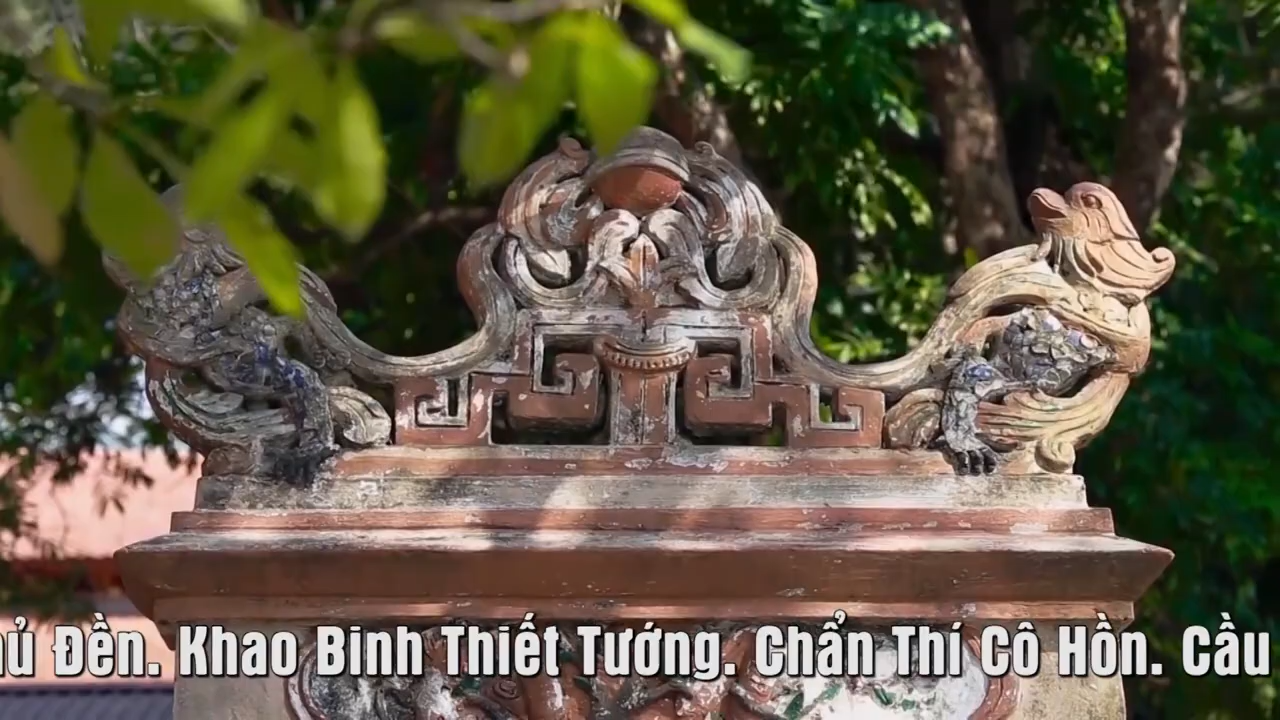 Đền. Khao Binh Thiết Tướng. Chẩn Thí Cô Hồn. Cầu